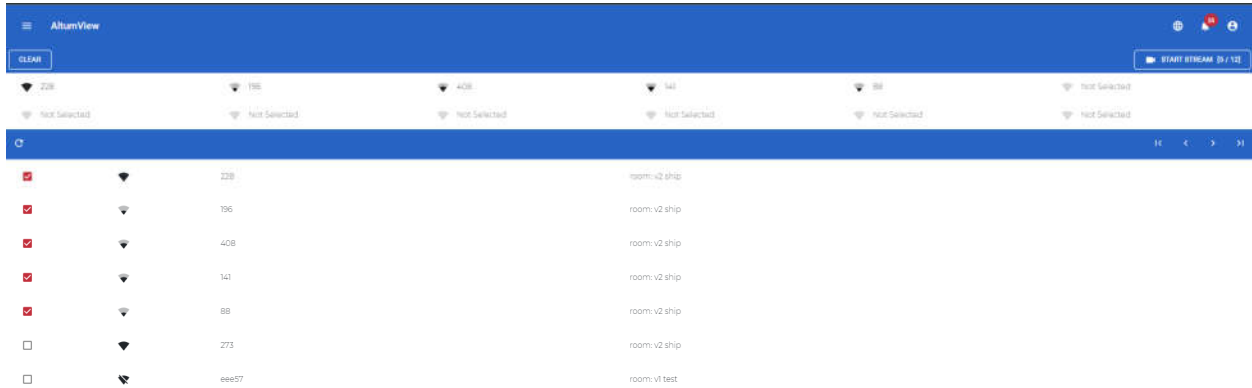 AltumView
CLEAR START STREAM [5 / 12]
228 196 408 141 88 Not Selected
Not Selected Not Selected Not Selected Not Selected Not Selected Not Selected
228 room: v2 ship
196 room: v2 ship
408 room: v2 ship
141 room: v2 ship
88 room: v2 ship
273 room: v2 ship
eee57 room: v1 test